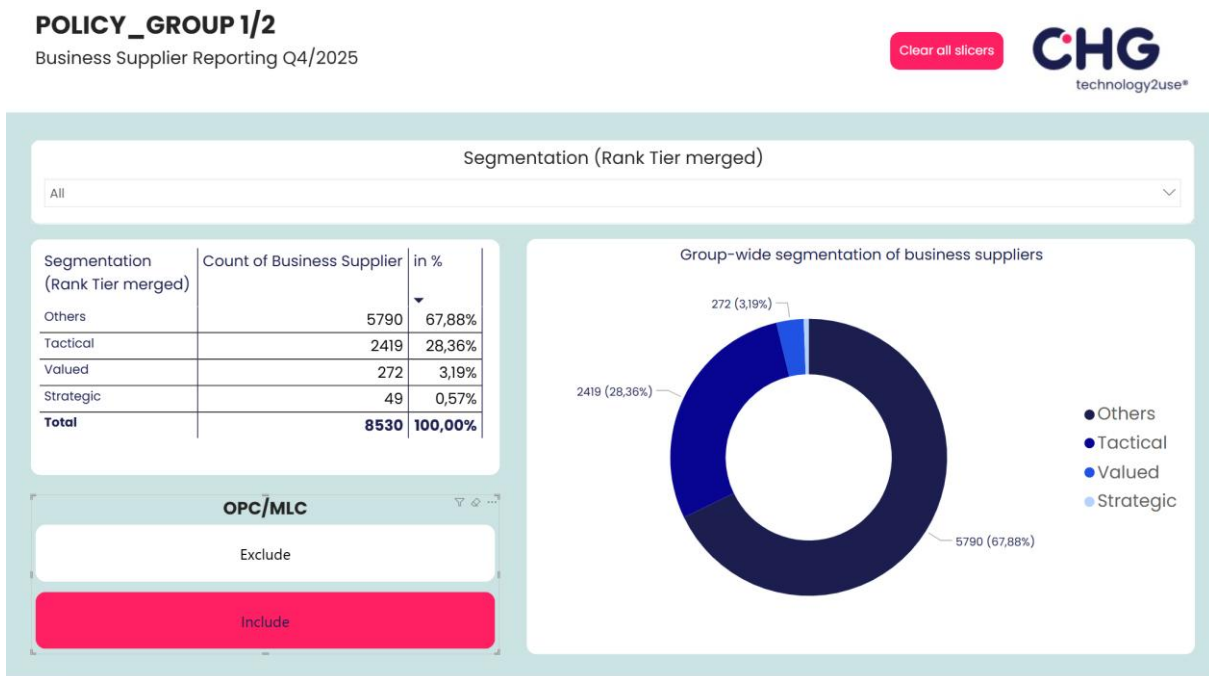 POLICY_GROUP 1/2
Business Supplier Reporting Q4/2025
Clear all slicers
CHG
technology2use®
Segmentation (Rank Tier merged)
All
Segmentation (Rank Tier merged) Count of Business Supplier in %
Others 5790 67,88%
Tactical 2419 28,36%
Valued 272 3,19%
Strategic 49 0,57%
Total 8530 100,00%
OPC/MLC
Exclude
Include
Group-wide segmentation of business suppliers
272 (3,19%)
2419 (28,36%)
5790 (67,88%)
Others
Tactical
Valued
Strategic